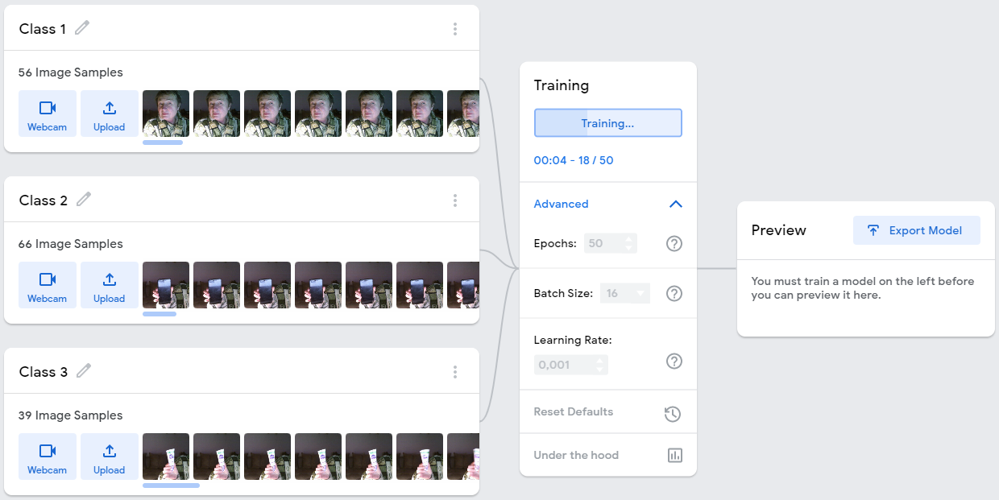 Class 1
56 Image Samples
Webcam
Upload
Class 2
66 Image Samples
Webcam
Upload
Class 3
39 Image Samples
Webcam
Upload
Training
Training...
00:04 - 18 / 50
Advanced
Epochs: 50
Batch Size: 16
Learning Rate:
0,001
Reset Defaults
Under the hood
Preview
Export Model
You must train a model on the left before
you can preview it here.